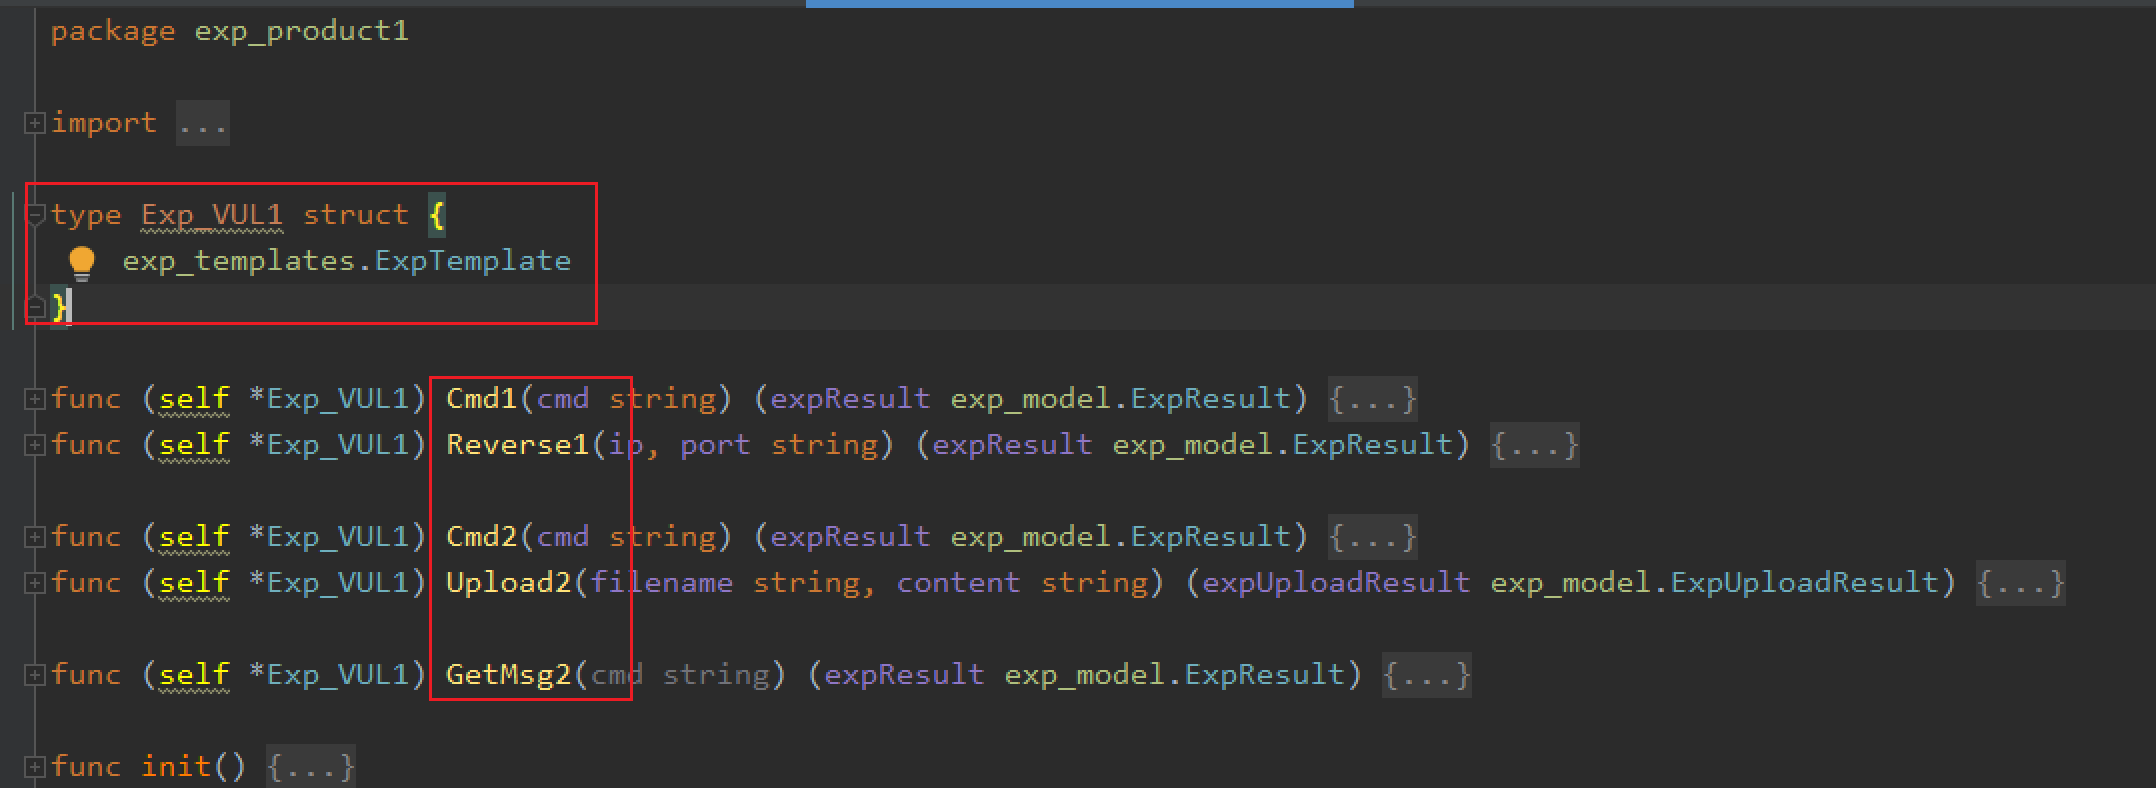 package exp_product1
import ...
type Exp_VUL1 struct {
exp_templates.ExpTemplate
}
func (self *Exp_VUL1) Cmd1(cmd string) (expResult exp_model.ExpResult) {...}
func (self *Exp_VUL1) Reverse1(ip, port string) (expResult exp_model.ExpResult) {...}
func (self *Exp_VUL1) Cmd2(cmd string) (expResult exp_model.ExpResult) {...}
func (self *Exp_VUL1) Upload2(filename string, content string) (expUploadResult exp_model.ExpUploadResult) {...}
func (self *Exp_VUL1) GetMsg2(cmd string) (expResult exp_model.ExpResult) {...}
func init() {...}